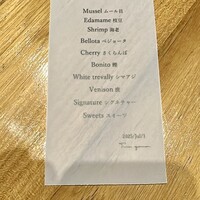 Mussel ムール貝
Edamame 枝豆
Shrimp 海老
Bellota ベジョータ
Cherry さくらんぼ
Bonito 鰹
White trevally シマアジ
Venison 鹿
Signature シグネチャー
Sweets スイーツ
2025/Jul/5